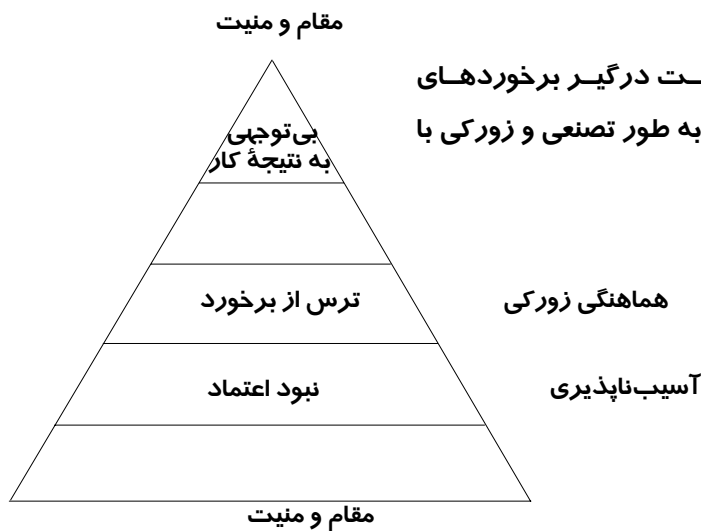 مقام و منیت
ـت درگیـر برخوردهـای
به طور تصنعی و زورکی با
بی‌توجهی
به نتیجهٔ کار
ترس از برخورد
هماهنگی زورکی
نبود اعتماد
آسیب‌ناپذیری
مقام و منیت